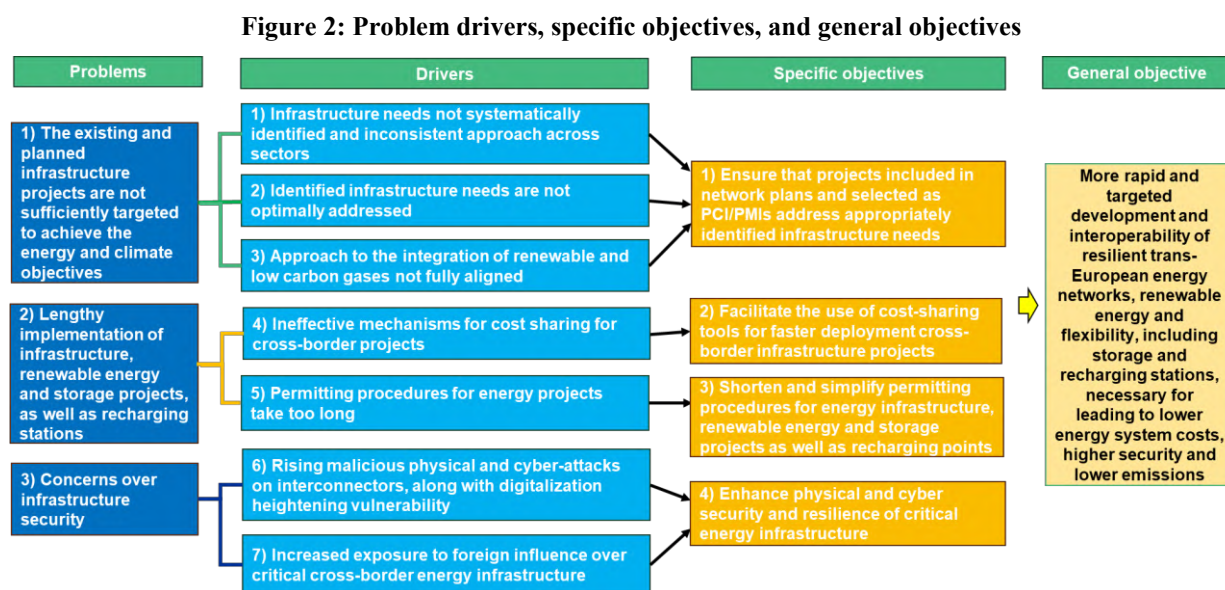 Figure 2: Problem drivers, specific objectives, and general objectives
Problems
Drivers
Specific objectives
General objective
1) The existing and
planned
infrastructure
projects are not
sufficiently targeted
to achieve the
energy and climate
objectives
2) Lengthy
implementation of
infrastructure,
renewable energy
and storage projects,
as well as recharging
stations
3) Concerns over
infrastructure
security
1) Infrastructure needs not systematically
identified and inconsistent approach across
sectors
2) Identified infrastructure needs are not
optimally addressed
3) Approach to the integration of renewable and
low carbon gases not fully aligned
4) Ineffective mechanisms for cost sharing for
cross-border projects
5) Permitting procedures for energy projects
take too long
6) Rising malicious physical and cyber-attacks
on interconnectors, along with digitalization
heightening vulnerability
7) Increased exposure to foreign influence over
critical cross-border energy infrastructure
1) Ensure that projects included in
network plans and selected as
PCI/PMIs address appropriately
identified infrastructure needs
2) Facilitate the use of cost-sharing
tools for faster deployment cross-
border infrastructure projects
3) Shorten and simplify permitting
procedures for energy infrastructure,
renewable energy and storage
projects as well as recharging points
4) Enhance physical and cyber
security and resilience of critical
energy infrastructure
More rapid and
targeted
development and
interoperability of
resilient trans-
European energy
networks, renewable
energy and
flexibility, including
storage and
recharging stations,
necessary for
leading to lower
energy system costs,
higher security and
lower emissions